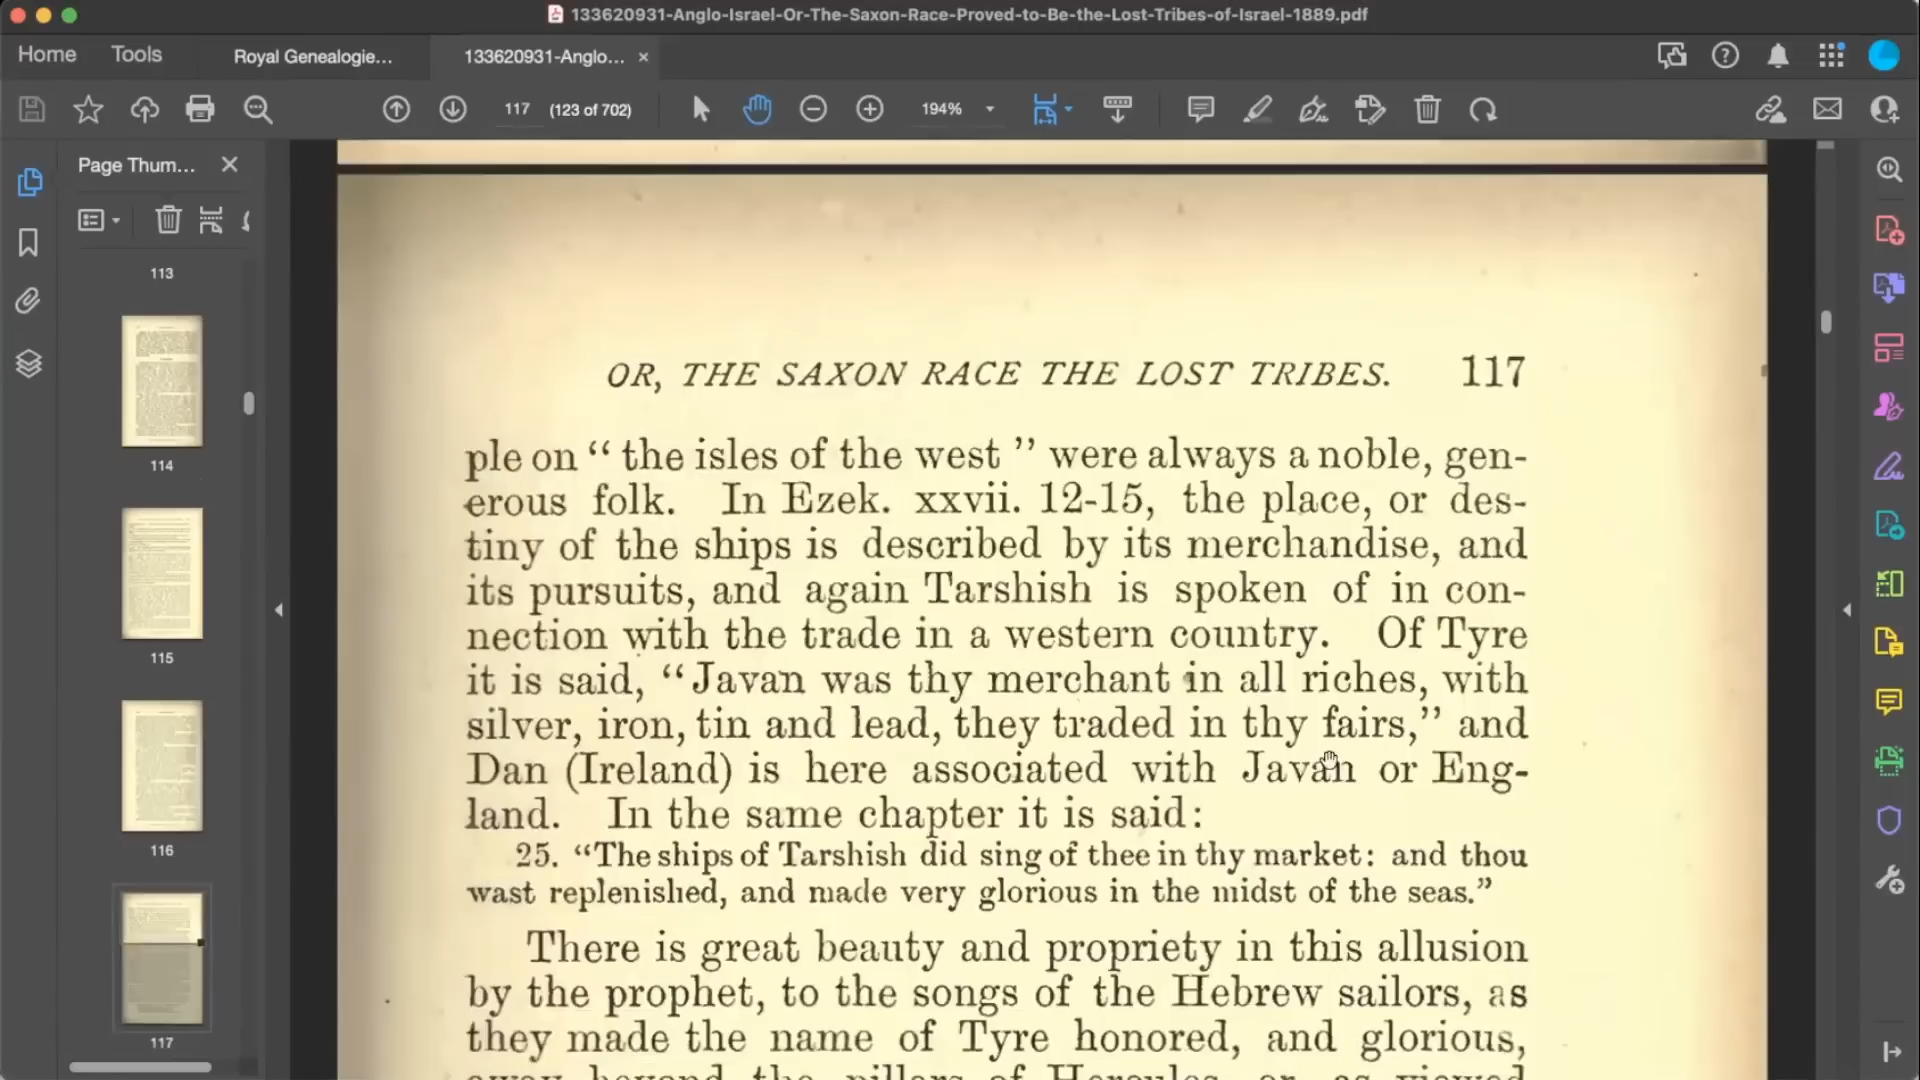 133620931-Anglo-Israel-Or-The-Saxon-Race-Proved-to-Be-the-Lost-Tribes-of-Israel-1889.pdf
Home Tools Royal Genealogie... 133620931-Anglo... ×
117 (123 of 702) 194%
Page Thum...
113
114
115
116
117
OR, THE SAXON RACE THE LOST TRIBES. 117
ple on “ the isles of the west ” were always a noble, gen-
erous folk. In Ezek. xxvii. 12-15, the place, or des-
tiny of the ships is described by its merchandise, and
its pursuits, and again Tarshish is spoken of in con-
nection with the trade in a western country. Of Tyre
it is said, “Javan was thy merchant in all riches, with
silver, iron, tin and lead, they traded in thy fairs,” and
Dan (Ireland) is here associated with Javan or Eng-
land. In the same chapter it is said:
25. “The ships of Tarshish did sing of thee in thy market: and thou
wast replenished, and made very glorious in the midst of the seas.”
There is great beauty and propriety in this allusion
by the prophet, to the songs of the Hebrew sailors, as
they made the name of Tyre honored, and glorious,
away beyond the pillars of Hercules, or as viewed